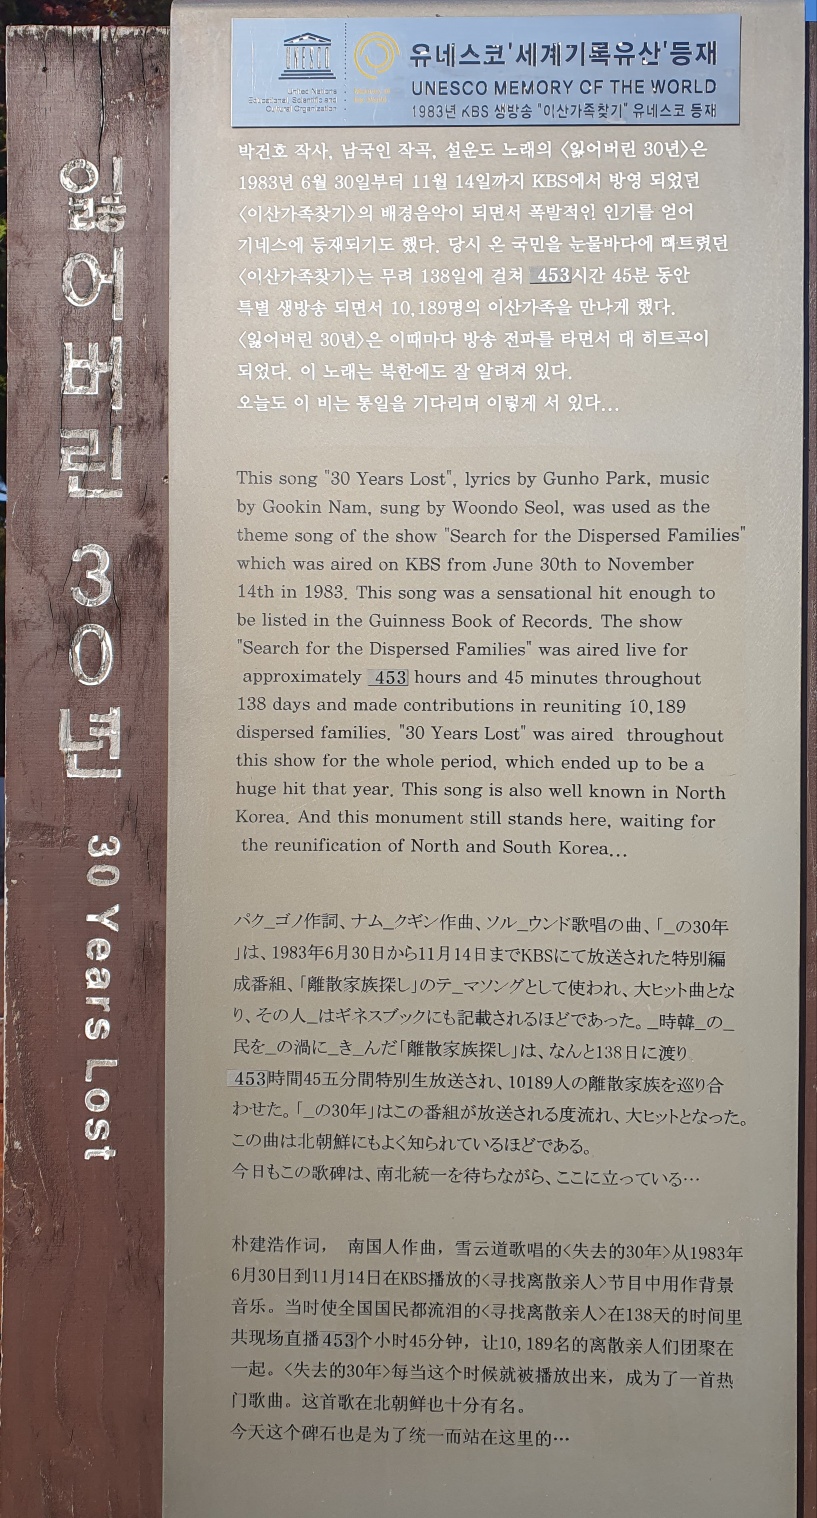 잃어버린 30년 30 Years Lost
UNESCO
United Nations
Educational, Scientific and
Cultural Organization
유네스코'세계기록유산'등재
UNESCO MEMORY OF THE WORLD
1983년 KBS 생방송 "이산가족찾기" 유네스코 등재
박건호 작사, 남국인 작곡, 설운도 노래의 <잃어버린 30년>은
1983년 6월 30일부터 11월 14일까지 KBS에서 방영 되었던
<이산가족찾기>의 배경음악이 되면서 폭발적인 인기를 얻어
기네스에 등재되기도 했다. 당시 온 국민을 눈물바다에 떠트렸던
<이산가족찾기>는 무려 138일에 걸쳐 453시간 45분 동안
특별 생방송 되면서 10,189명의 이산가족을 만나게 했다.
<잃어버린 30년>은 이때마다 방송 전파를 타면서 대 히트곡이
되었다. 이 노래는 북한에도 잘 알려져 있다.
오늘도 이 비는 통일을 기다리며 이렇게 서 있다...
This song "30 Years Lost", lyrics by Gunho Park, music
by Gookin Nam, sung by Woondo Seol, was used as the
theme song of the show "Search for the Dispersed Families"
which was aired on KBS from June 30th to November
14th in 1983. This song was a sensational hit enough to
be listed in the Guinness Book of Records. The show
"Search for the Dispersed Families" was aired live for
approximately 453 hours and 45 minutes throughout
138 days and made contributions in reuniting 10,189
dispersed families. "30 Years Lost" was aired throughout
this show for the whole period, which ended up to be a
huge hit that year. This song is also well known in North
Korea. And this monument still stands here, waiting for
the reunification of North and South Korea...
パク_ゴノ作詞、ナム_クギン作曲、ソル_ウンド歌唱の曲、「_の30年
」は、1983年6月30日から11月14日までKBSにて放送された特別編
成番組、「離散家族探し」のテ_マソングとして使われ、大ヒット曲とな
り、その人_はギネスブックにも記載されるほどであった。_時韓_の_
民を_の渦に_き_んだ「離散家族探し」は、なんと138日に渡り
453時間45五分間特別生放送され、10189人の離散家族を巡り合
わせた。「_の30年」はこの番組が放送される度流れ、大ヒットとなった。
この曲は北朝鮮にもよく知られているほどである。
今日もこの歌碑は、南北統一を待ちながら、ここに立っている…
朴建浩作词， 南国人作曲，雪云道歌唱的<失去的30年>从1983年
6月30日到11月14日在KBS播放的<寻找离散亲人>节目中用作背景
音乐。当时使全国国民都流泪的<寻找离散亲人>在138天的时间里
共现场直播453个小时45分钟，让10,189名的离散亲人们团聚在
一起。<失去的30年>每当这个时候就被播放出来，成为了一首热
门歌曲。这首歌在北朝鲜也十分有名。
今天这个碑石也是为了统一而站在这里的…